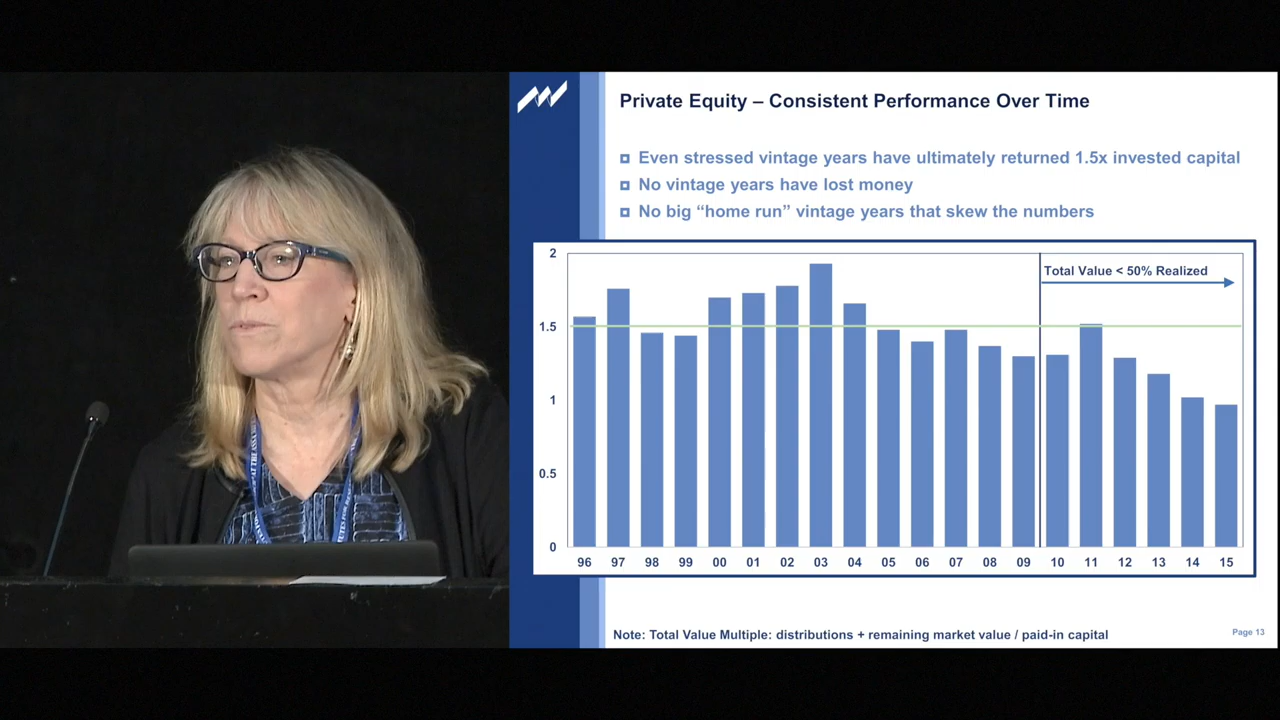 Private Equity – Consistent Performance Over Time
Even stressed vintage years have ultimately returned 1.5x invested capital
No vintage years have lost money
No big “home run” vintage years that skew the numbers
2
Total Value < 50% Realized
1.5
1
0.5
0
96 97 98 99 00 01 02 03 04 05 06 07 08 09 10 11 12 13 14 15
Note: Total Value Multiple: distributions + remaining market value / paid-in capital
Page 13